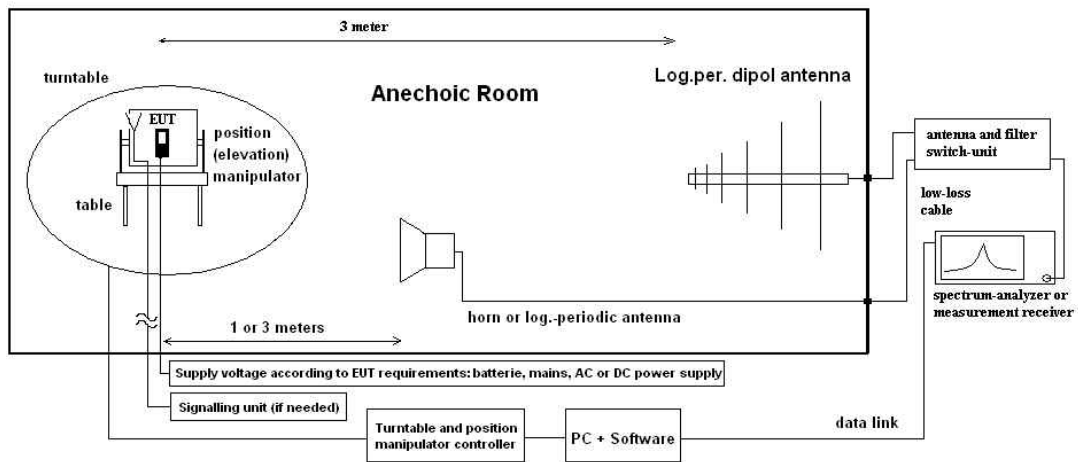 3 meter
turntable
Log.per. dipol antenna
Anechoic Room
EUT
position
(elevation)
manipulator
table
antenna and filter
switch-unit
low-loss
cable
spectrum-analyzer or
measurement receiver
horn or log.-periodic antenna
1 or 3 meters
Supply voltage according to EUT requirements: batterie, mains, AC or DC power supply
Signalling unit (if needed)
Turntable and position
manipulator controller
PC + Software
data link